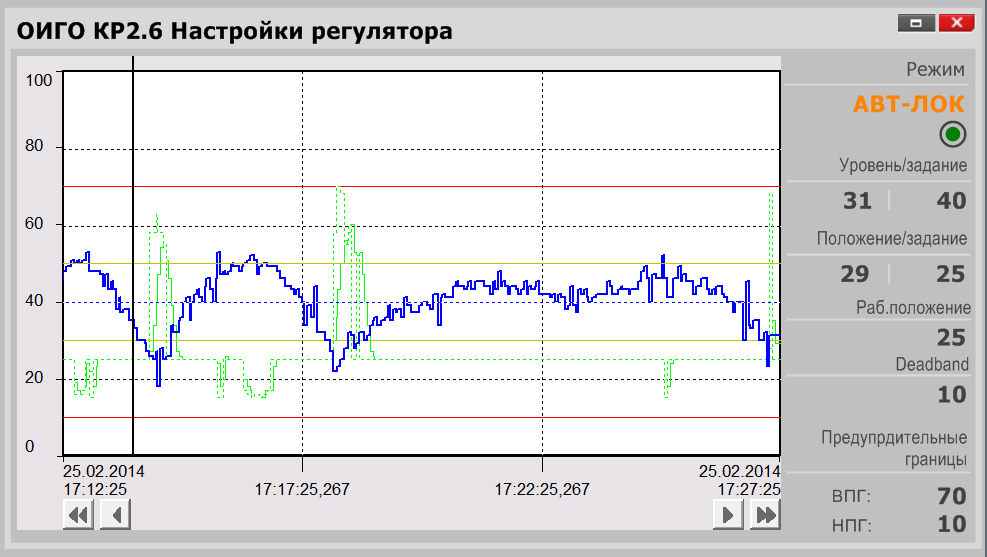 ОИГО КР2.6 Настройки регулятора
Режим
100
АВТ-ЛОК
80
Уровень/задание
31 40
60
Положение/задание
29 25
40
Раб.положение
25
Deadband
20
10
Предупрдительные
границы
0
25.02.2014 25.02.2014
17:12:25 17:17:25,267 17:22:25,267 17:27:25
ВПГ: 70
НПГ: 10